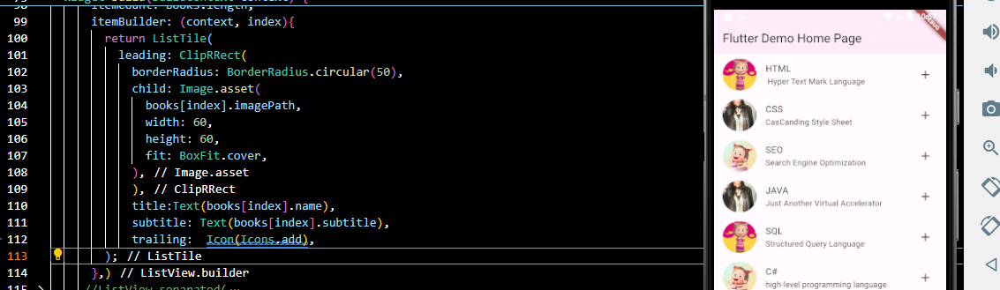 98 itemCount: books.length,
99 itemBuilder: (context, index){
100 return ListTile(
101 leading: ClipRRect(
102 borderRadius: BorderRadius.circular(50),
103 child: Image.asset(
104 books[index].imagePath,
105 width: 60,
106 height: 60,
107 fit: BoxFit.cover,
108 ), // Image.asset
109 ), // ClipRRect
110 title:Text(books[index].name),
111 subtitle: Text(books[index].subtitle),
112 trailing: Icon(Icons.add),
113 ); // ListTile
114 },) // ListView.builder
115 //ListView.separated(
Flutter Demo Home Page
HTML
Hyper Text Mark Language
CSS
CasCanding Style Sheet
SEO
Search Engine Optimization
JAVA
Just Another Virtual Accelerator
SQL
Structured Query Language
C#
high-level programming language